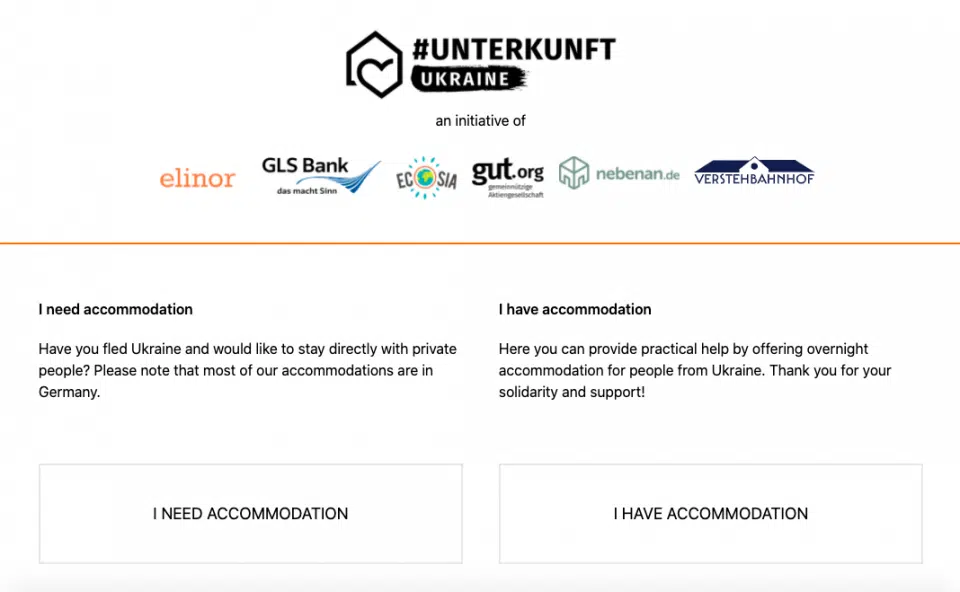 #UNTERKUNFT
UKRAINE
an initiative of
elinor
GLS Bank
das macht Sinn
ECOSIA
gut.org
gemeinnützige
Aktiengesellschaft
nebenan.de
VERSTEHBAHNHOF
I need accommodation
Have you fled Ukraine and would like to stay directly with private
people? Please note that most of our accommodations are in
Germany.
I NEED ACCOMMODATION
I have accommodation
Here you can provide practical help by offering overnight
accommodation for people from Ukraine. Thank you for your
solidarity and support!
I HAVE ACCOMMODATION